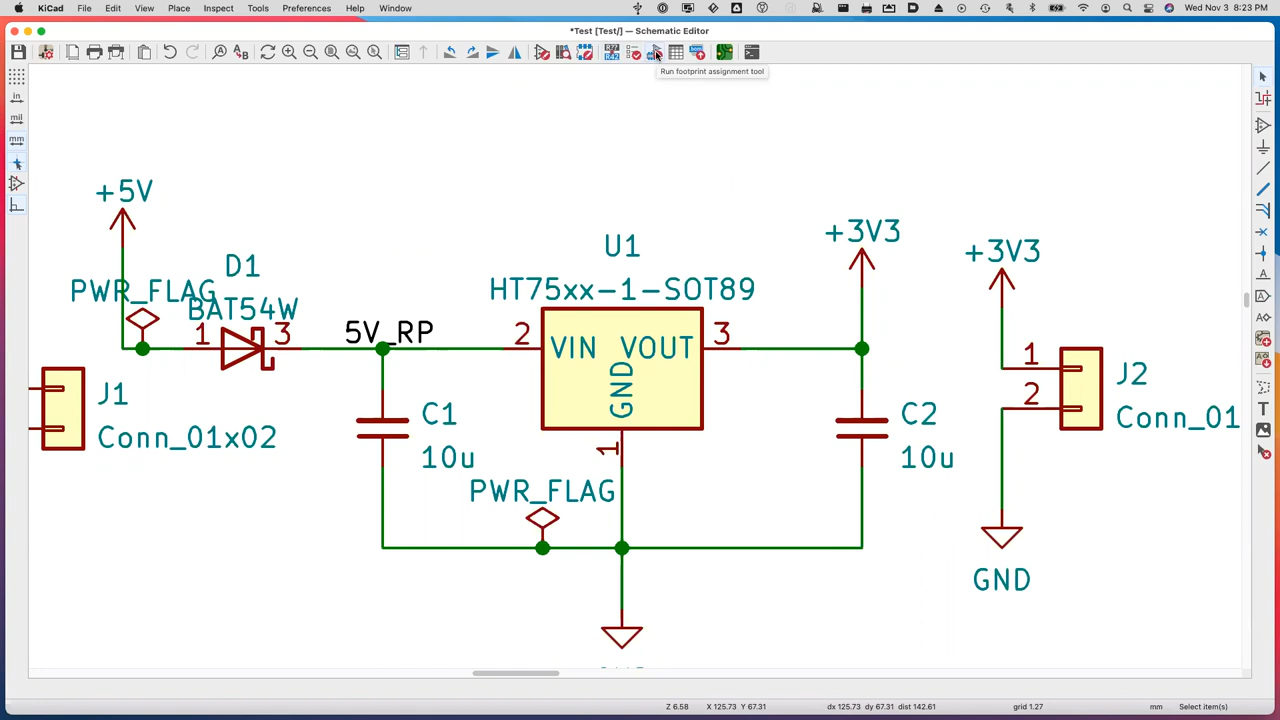 KiCad File Edit View Place Inspect Tools Preferences Help Window Wed Nov 3 8:23 PM
*Test [Test/] — Schematic Editor
Run footprint assignment tool
in
mil
mm
+5V
PWR_FLAG
D1
BAT54W
1
3
5V_RP
U1
HT75xx-1-SOT89
2
VIN
VOUT
GND
3
1
+3V3
+3V3
J1
Conn_01x02
C1
10u
PWR_FLAG
C2
10u
1
2
J2
Conn_01
GND
Z 6.58 X 125.73 Y 67.31 dx 125.73 dy 67.31 dist 142.61 grid 1.27 mm Select item(s)